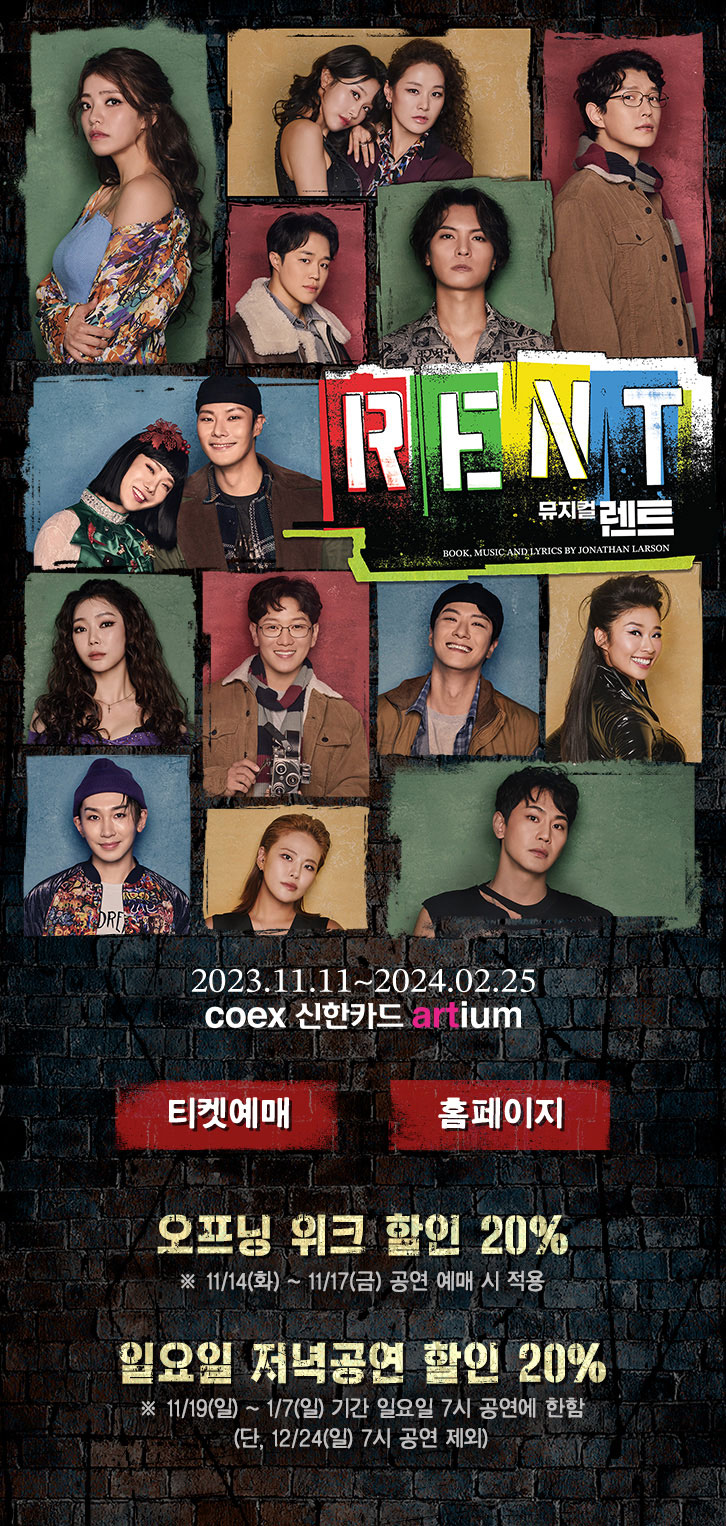 RENT
뮤지컬 렌트
BOOK, MUSIC AND LYRICS BY JONATHAN LARSON
2023.11.11~2024.02.25
coex 신한카드 artium
티켓예매
홈페이지
오프닝 위크 할인 20%
※ 11/14(화) ~ 11/17(금) 공연 예매 시 적용
일요일 저녁공연 할인 20%
※ 11/19(일) ~ 1/7(일) 기간 일요일 7시 공연에 한함
(단, 12/24(일) 7시 공연 제외)